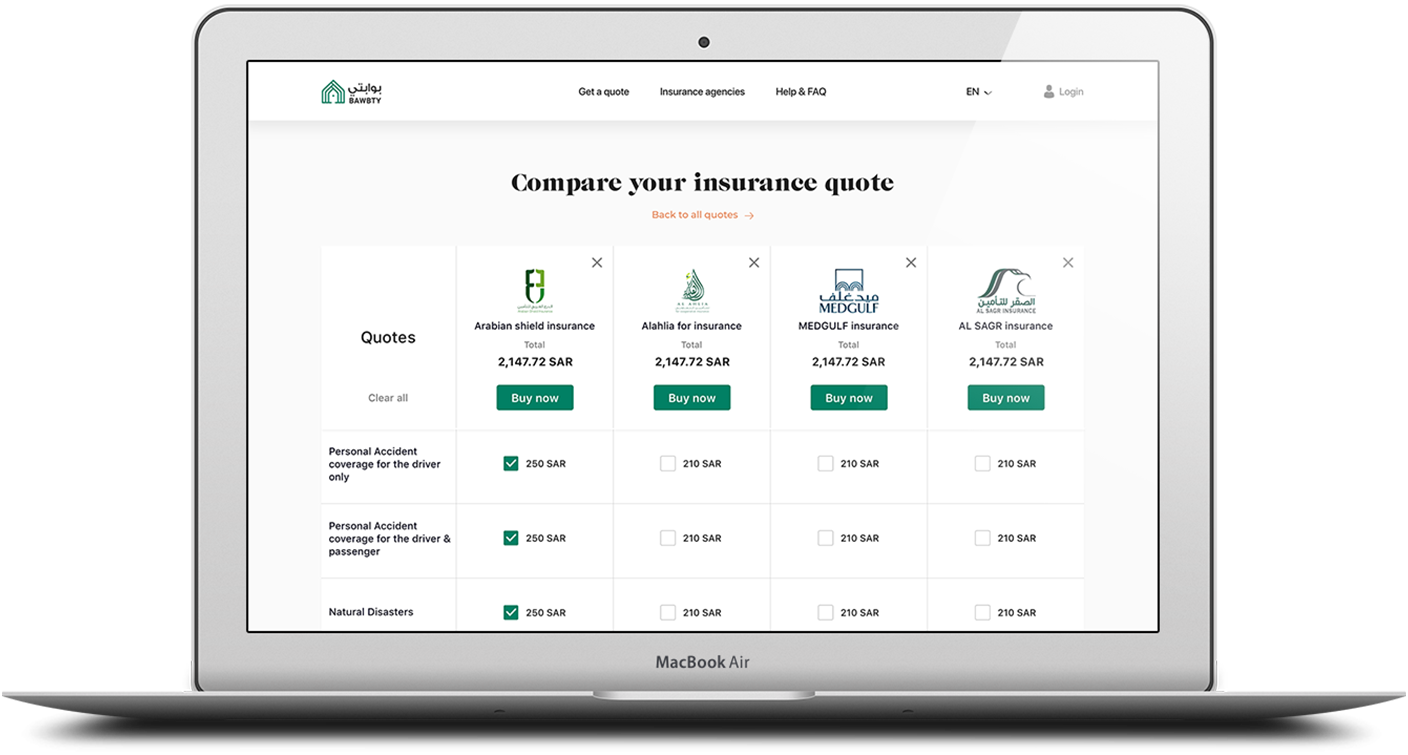 بوابتي
BAWBTY
Get a quote
Insurance agencies
Help & FAQ
EN
Login
Compare your insurance quote
Back to all quotes →
Quotes
Clear all
Arabian shield insurance
Total
2,147.72 SAR
Buy now
AL AHLIA
Alahlia for insurance
Total
2,147.72 SAR
Buy now
ميدغلف
MEDGULF
MEDGULF insurance
Total
2,147.72 SAR
Buy now
الصقر للتأمين
AL SAGR INSURANCE
AL SAGR insurance
Total
2,147.72 SAR
Buy now
Personal Accident
coverage for the driver
only
250 SAR
210 SAR
210 SAR
210 SAR
Personal Accident
coverage for the driver &
passenger
250 SAR
210 SAR
210 SAR
210 SAR
Natural Disasters
250 SAR
210 SAR
210 SAR
210 SAR
MacBook Air